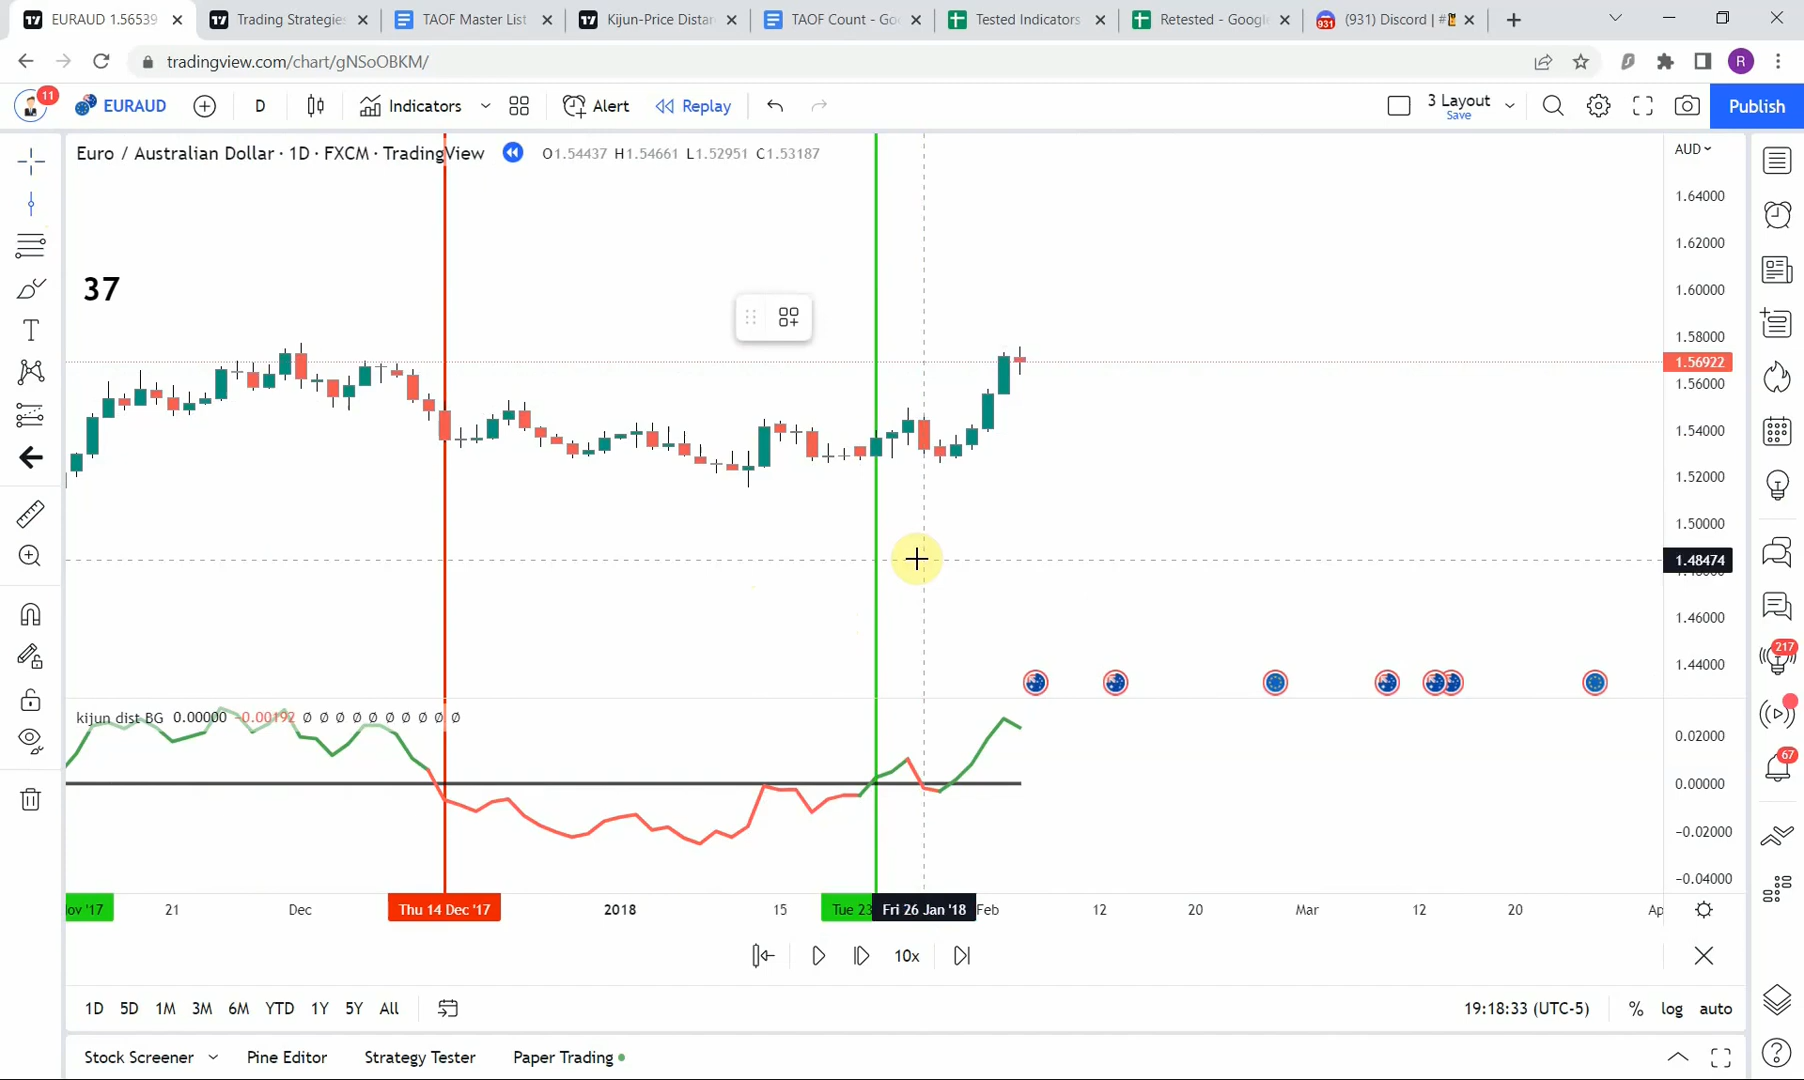 EURAUD 1.56539
Trading Strategies
TAOF Master List
Kijun-Price Distan
TAOF Count - Goo
Tested Indicators
Retested - Google
(931) Discord | #
tradingview.com/chart/gNSoOBKM/
R
11
EURAUD
D
Indicators
Alert
Replay
3 Layout
Save
Publish
Euro / Australian Dollar · 1D · FXCM · TradingView
O1.54437 H1.54661 L1.52951 C1.53187
AUD
37
1.64000
1.62000
1.60000
1.58000
1.56922
1.56000
1.54000
1.52000
1.50000
1.48474
1.46000
1.44000
kijun dist BG 0.00000 -0.00192 Ø Ø Ø Ø Ø Ø Ø Ø Ø Ø
0.02000
0.00000
−0.02000
−0.04000
217
67
ov '17
21
Dec
Thu 14 Dec '17
2018
15
Tue 23
Fri 26 Jan '18
Feb
12
20
Mar
12
20
Ap
10x
1D 5D 1M 3M 6M YTD 1Y 5Y All
19:18:33 (UTC-5)
% log auto
Stock Screener
Pine Editor
Strategy Tester
Paper Trading